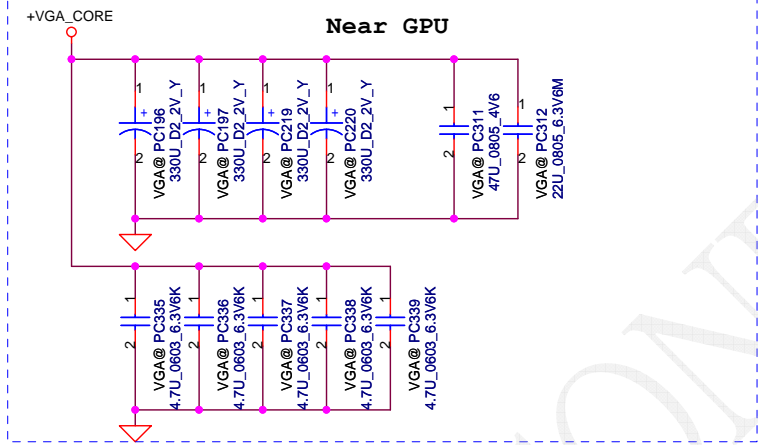 +VGA_CORE
Near GPU
1
+
2
VGA@ PC196
330U_D2_2V_Y
1
+
2
VGA@ PC197
330U_D2_2V_Y
1
+
2
VGA@ PC219
330U_D2_2V_Y
1
+
2
VGA@ PC220
330U_D2_2V_Y
1
2
VGA@ PC311
47U_0805_4V6
1
2
VGA@ PC312
22U_0805_6.3V6M
1
2
VGA@ PC335
4.7U_0603_6.3V6K
1
2
VGA@ PC336
4.7U_0603_6.3V6K
1
2
VGA@ PC337
4.7U_0603_6.3V6K
1
2
VGA@ PC338
4.7U_0603_6.3V6K
1
2
VGA@ PC339
4.7U_0603_6.3V6K